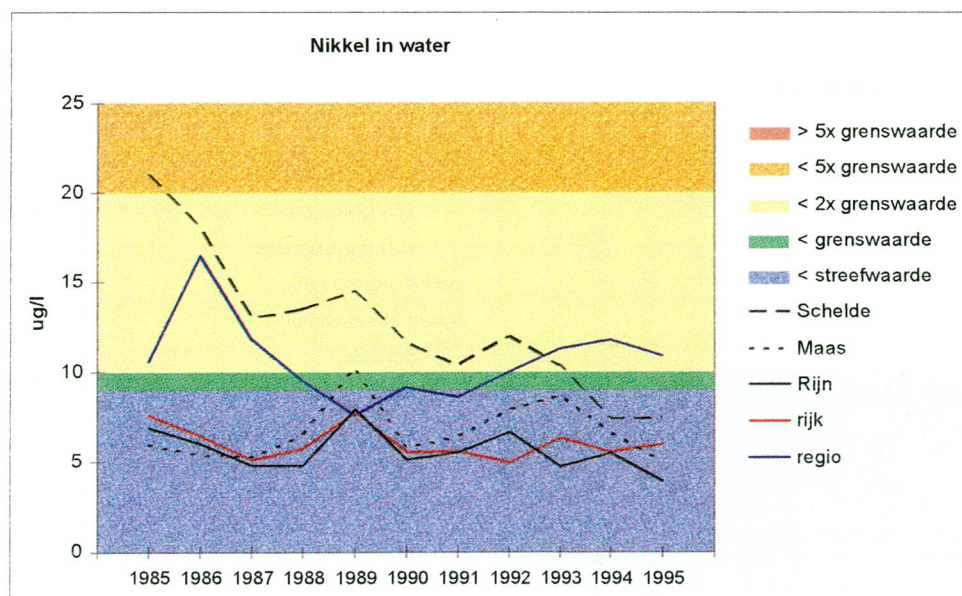 Nikkel in water
25
20
15
10
5
0
ug/l
1985 1986 1987 1988 1989 1990 1991 1992 1993 1994 1995
> 5x grenswaarde
< 5x grenswaarde
< 2x grenswaarde
< grenswaarde
< streefwaarde
Schelde
Maas
Rijn
rijk
regio